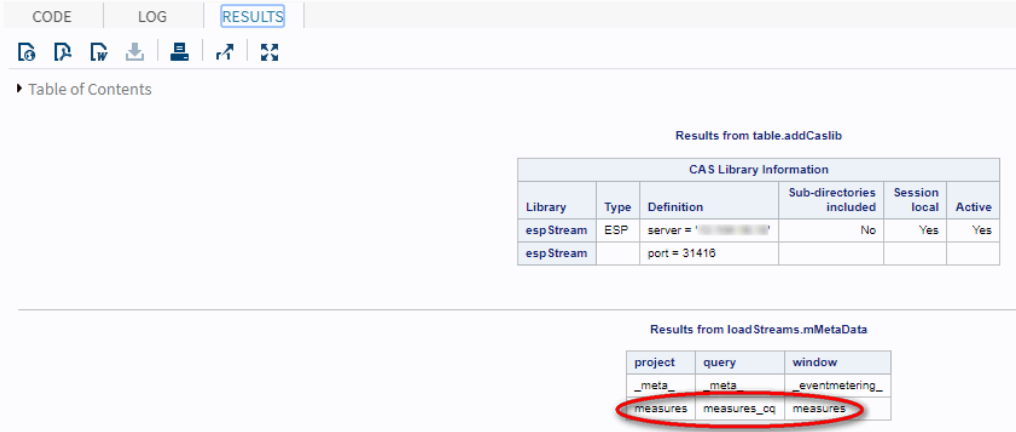 CODE LOG RESULTS
Table of Contents
Results from table.addCaslib
CAS Library Information
Library Type Definition Sub-directories included Session local Active
espStream ESP server = ' ' No Yes Yes
espStream port = 31416
Results from loadStreams.mMetaData
project query window
_meta_ _meta_ _eventmetering_
measures measures_cq measures